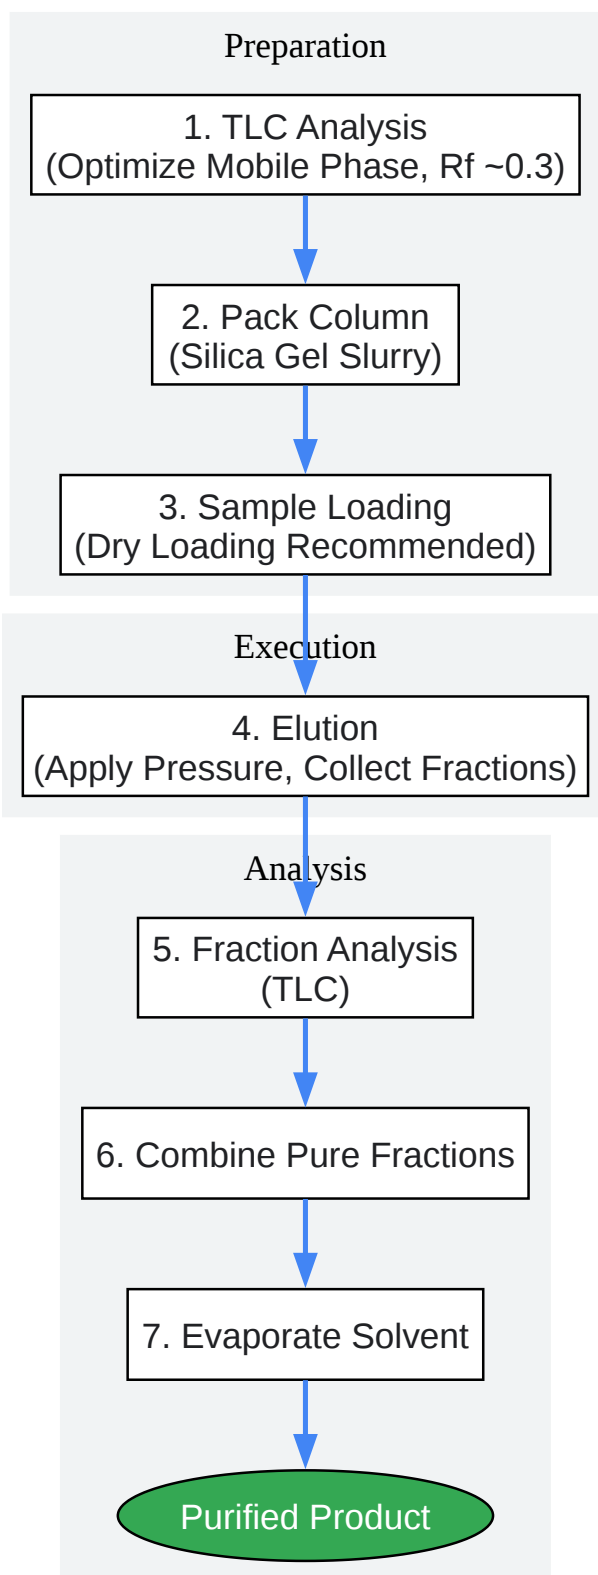 Preparation
1. TLC Analysis
(Optimize Mobile Phase, Rf ~0.3)
2. Pack Column
(Silica Gel Slurry)
3. Sample Loading
(Dry Loading Recommended)
Execution
4. Elution
(Apply Pressure, Collect Fractions)
Analysis
5. Fraction Analysis
(TLC)
6. Combine Pure Fractions
7. Evaporate Solvent
Purified Product